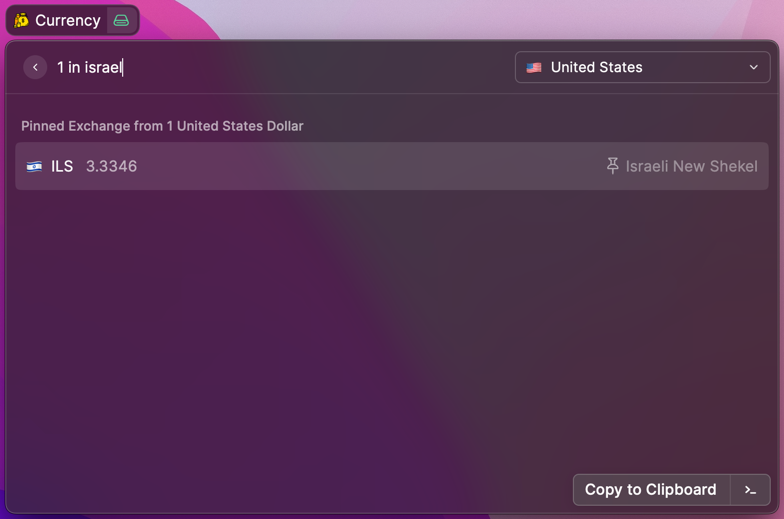 Currency
1 in israel
United States
Pinned Exchange from 1 United States Dollar
ILS 3.3346 Israeli New Shekel
Copy to Clipboard